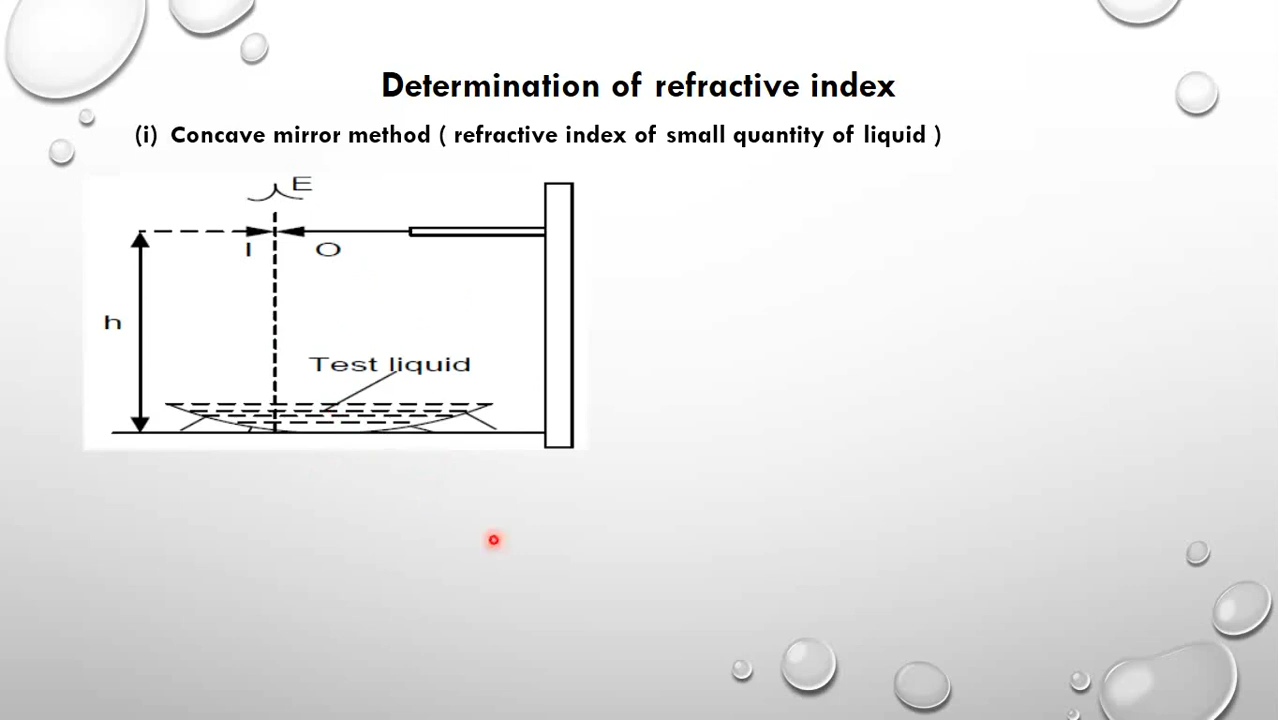 Determination of refractive index
(i) Concave mirror method ( refractive index of small quantity of liquid )
E
I
O
h
Test liquid